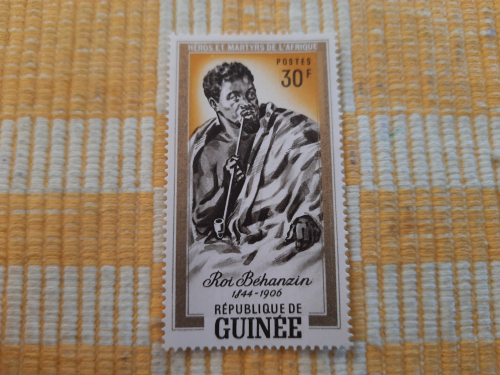 HÉROS ET MARTYRS DE L'AFRIQUE
POSTES
30F
Roi Béhanzin
1844-1906
RÉPUBLIQUE DE
GUINÉE